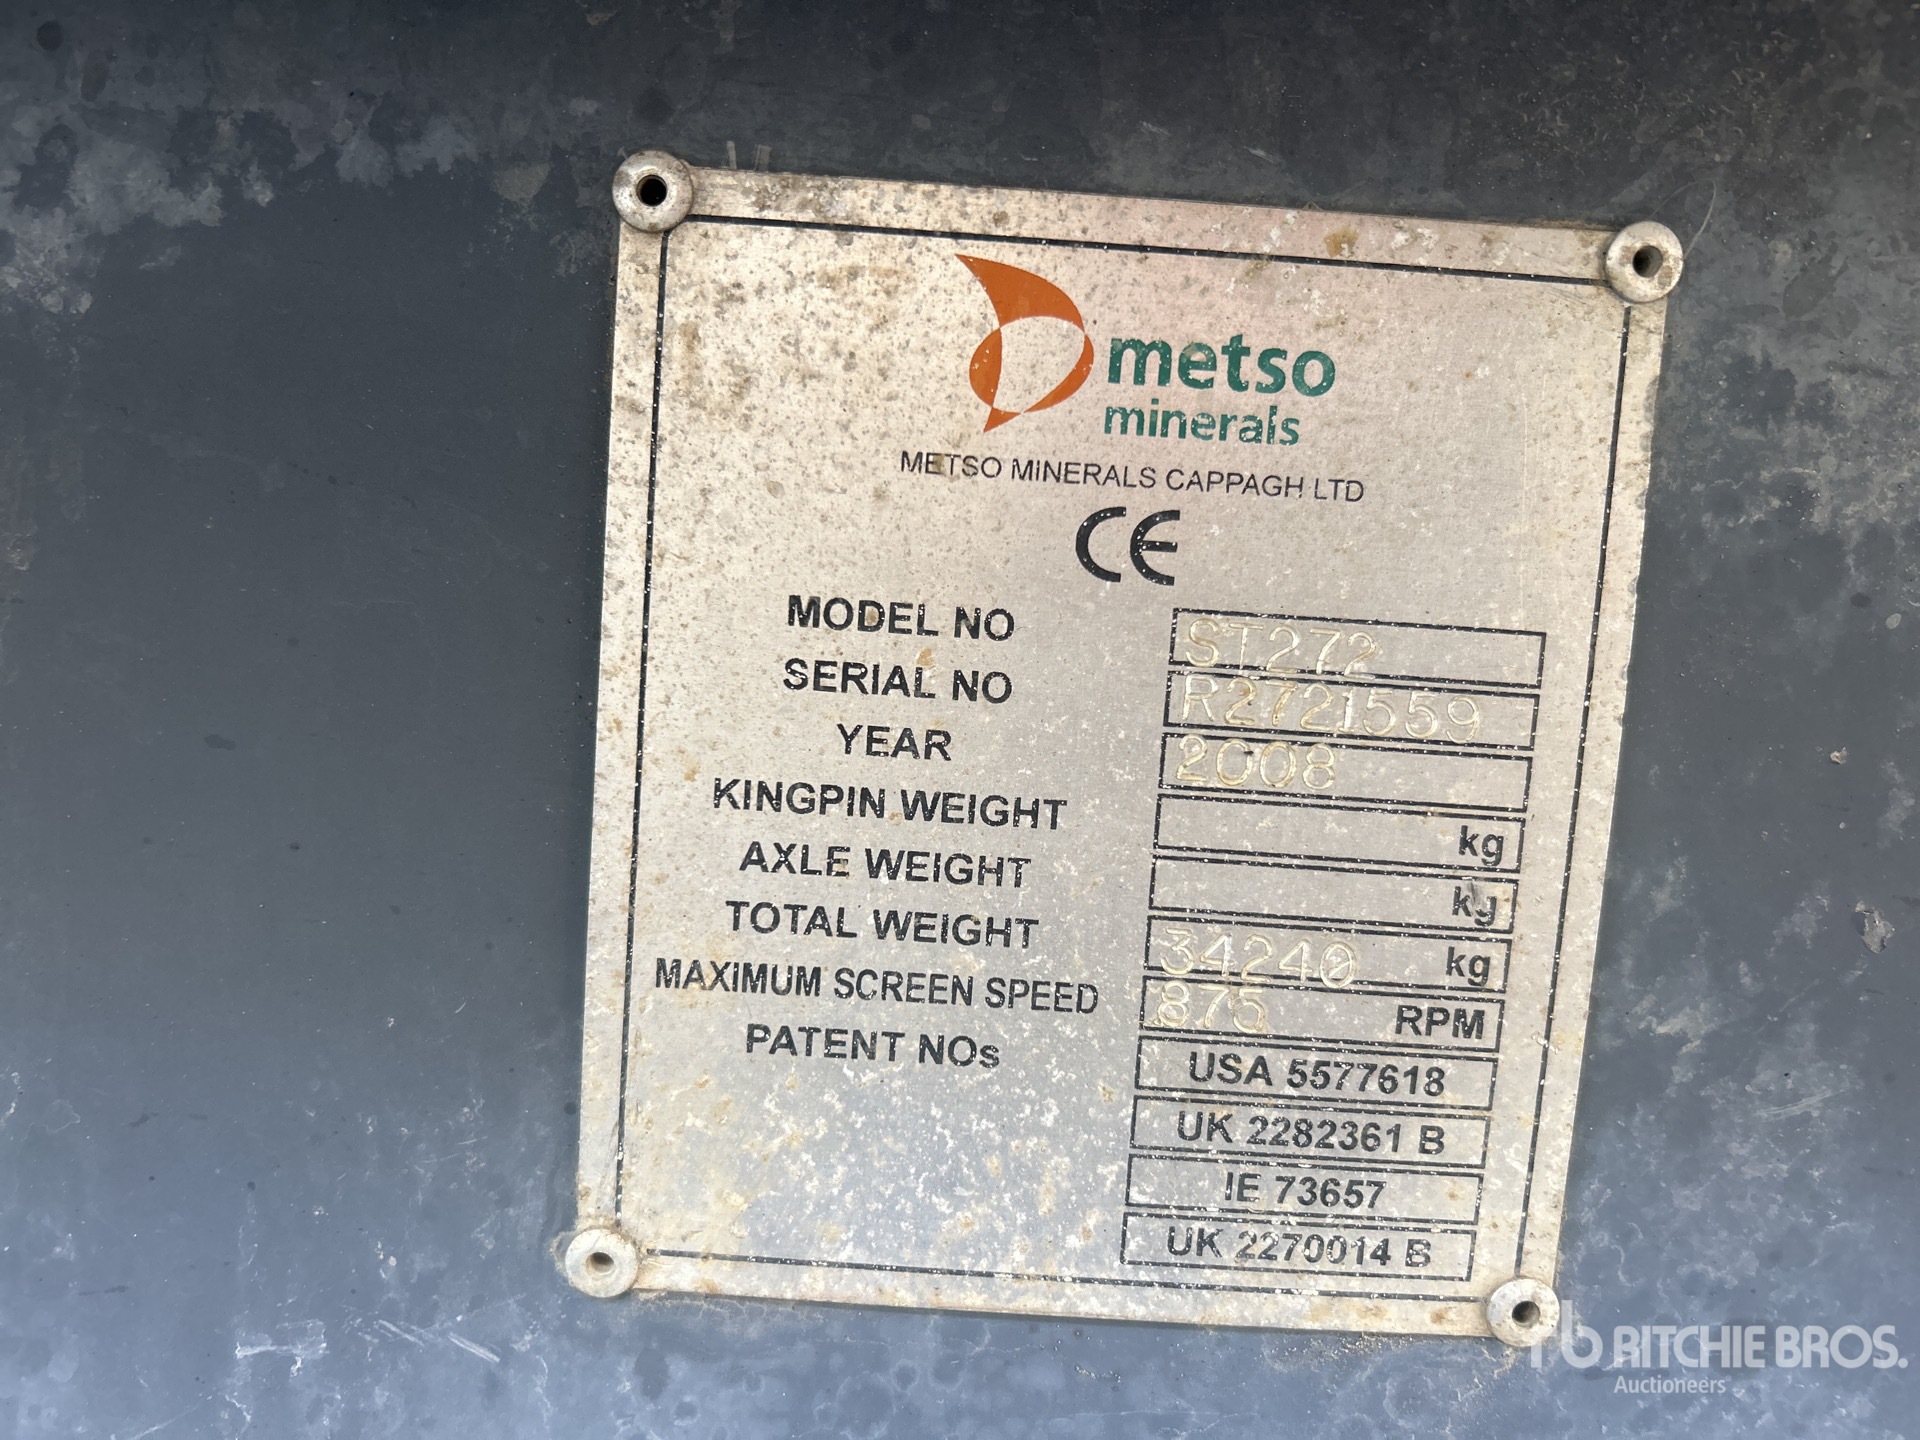 metso
minerals
METSO MINERALS CAPPAGH LTD
CE
MODEL NO ST272
SERIAL NO R2721559
YEAR 2008
KINGPIN WEIGHT kg
AXLE WEIGHT kg
TOTAL WEIGHT 34240 kg
MAXIMUM SCREEN SPEED 875 RPM
PATENT NOs USA 5577618
UK 2282361 B
IE 73657
UK 2270014 B
rb RITCHIE BROS.
Auctioneers